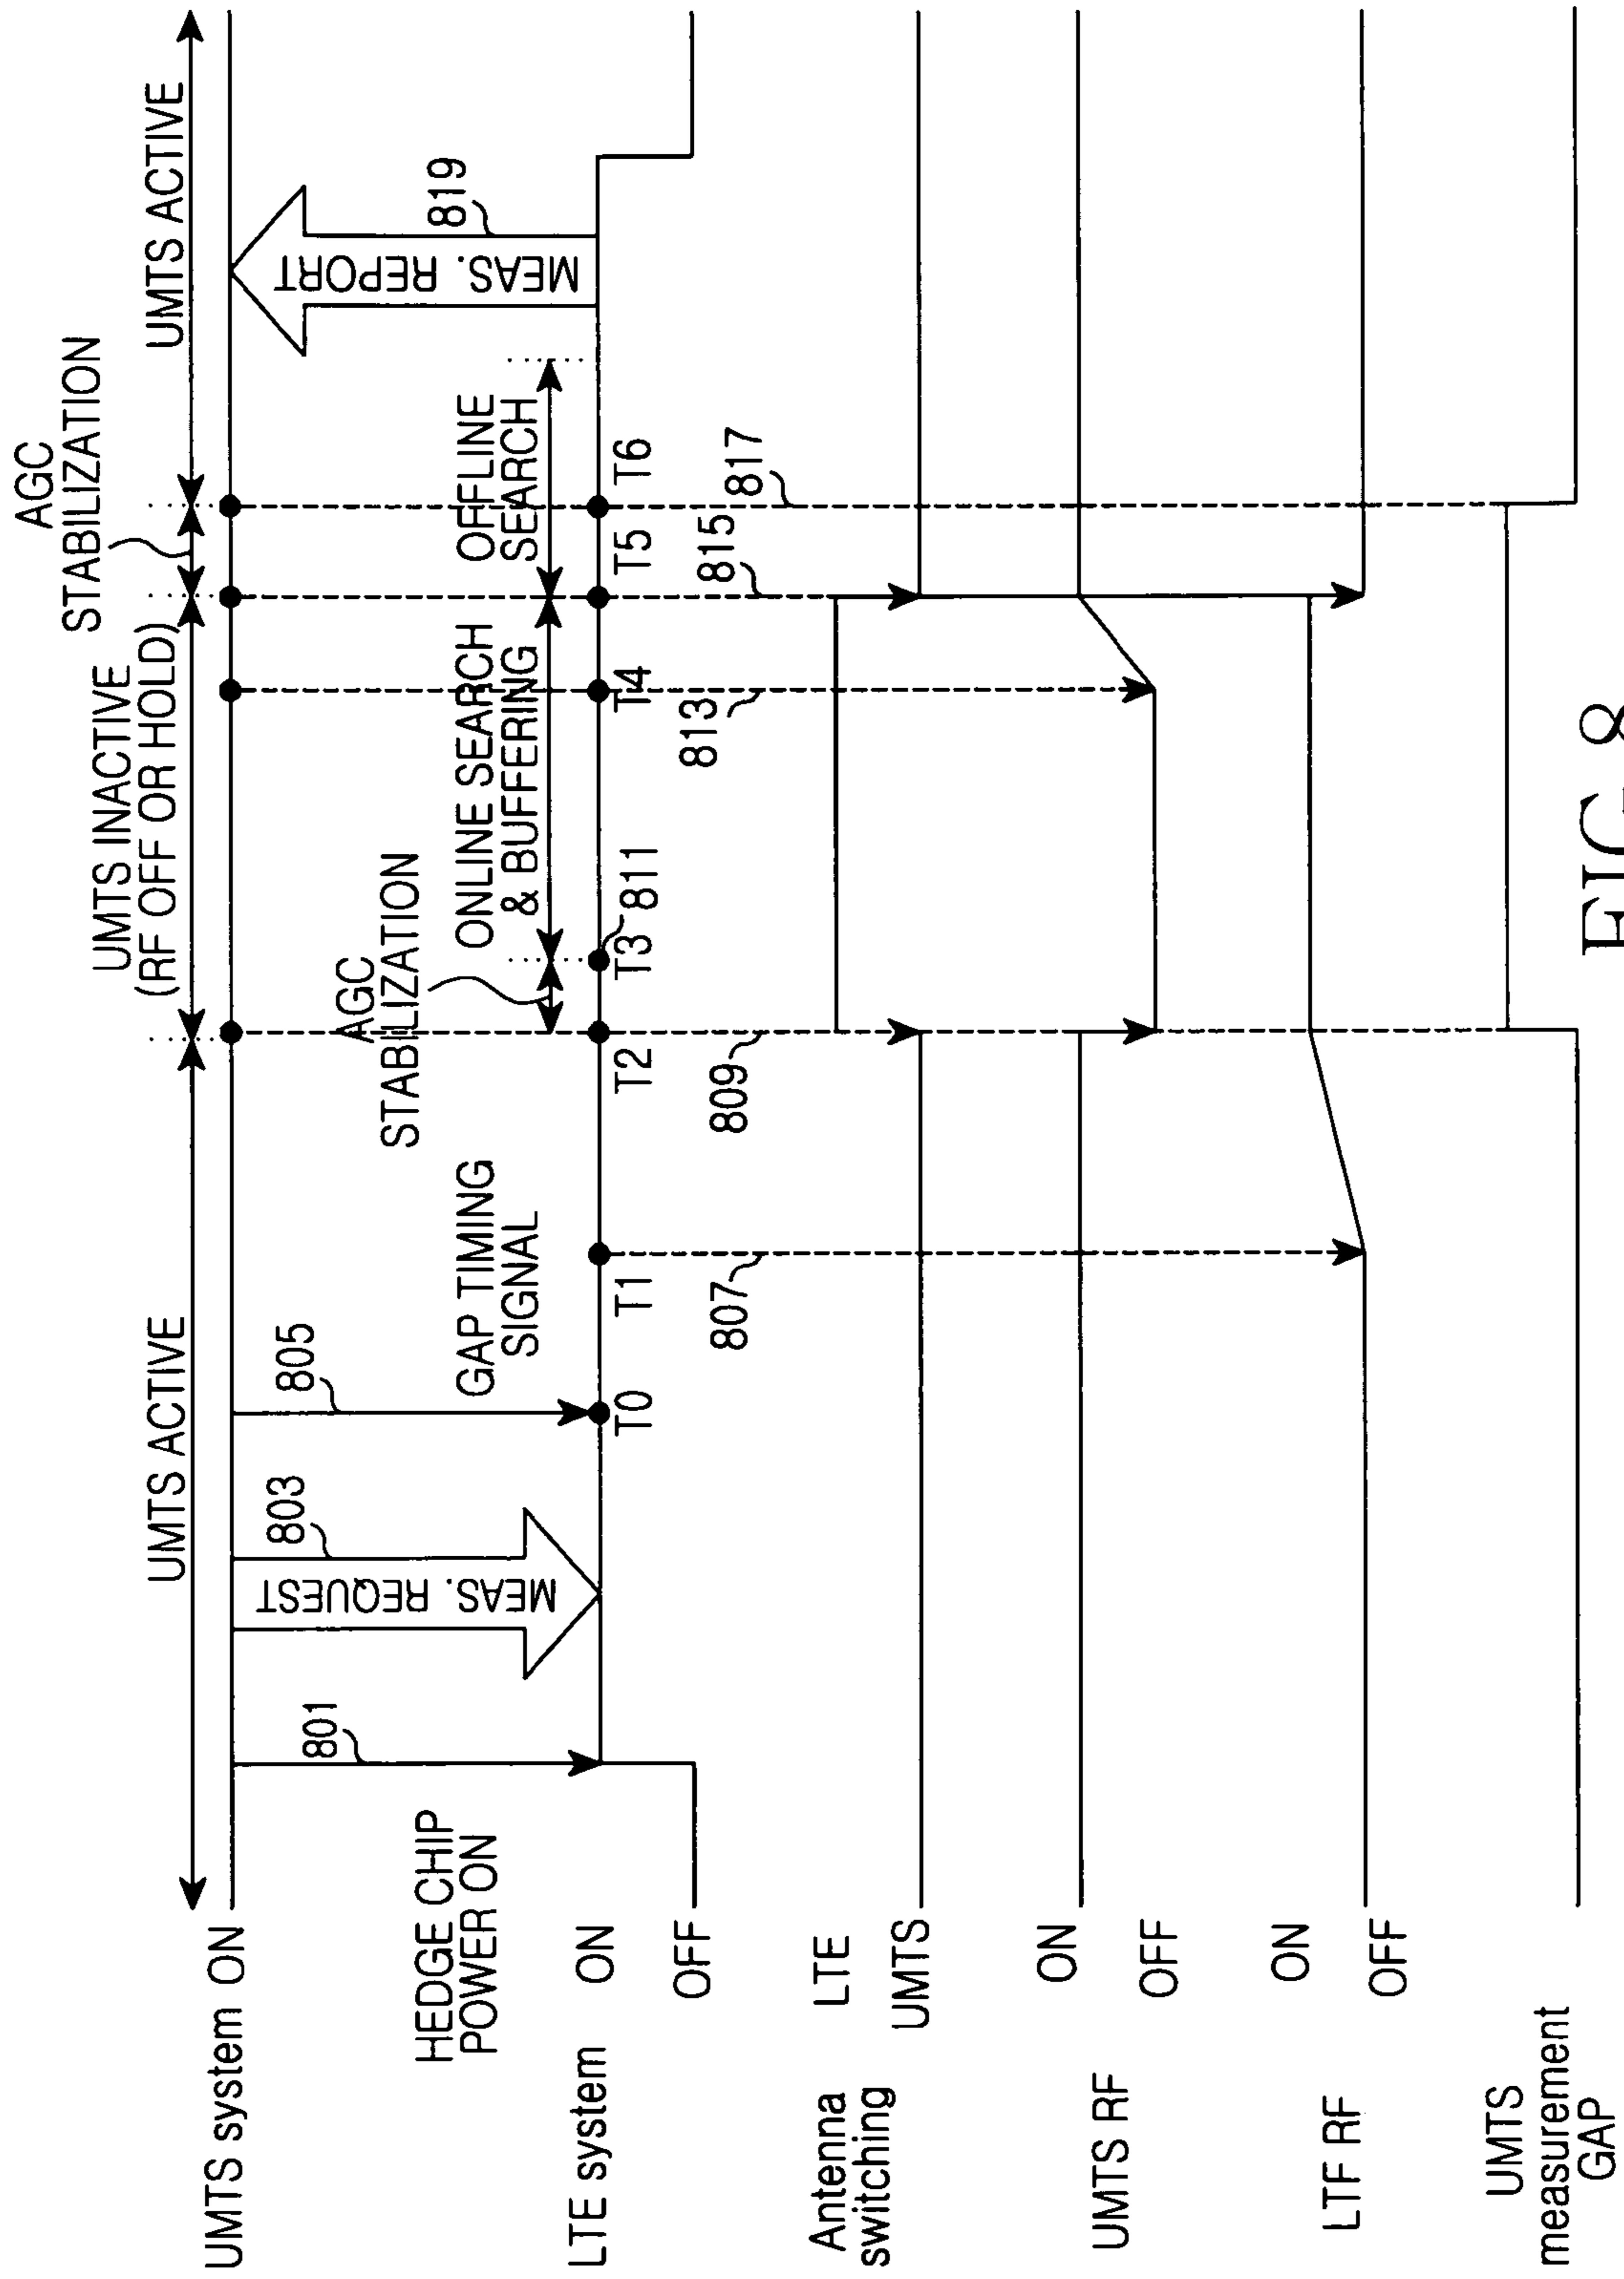 UMTS ACTIVE
UMTS INACTIVE
(RF OFF OR HOLD)
AGC
STABILIZATION
UMTS ACTIVE
UMTS system ON
801
803
805
MEAS. REQUEST
MEAS. REPORT
819
HEDGE CHIP
POWER ON
GAP TIMING
SIGNAL
AGC
STABILIZATION
ONLINE SEARCH
& BUFFERING
OFFLINE
SEARCH
LTE system ON
OFF
T0
T1
T2
T3
811
T4
T5
T6
807
809
813
815
817
Antenna
switching
LTE
UMTS
UMTS RF
ON
OFF
LTF RF
ON
OFF
UMTS
measurement
GAP
FIG 8